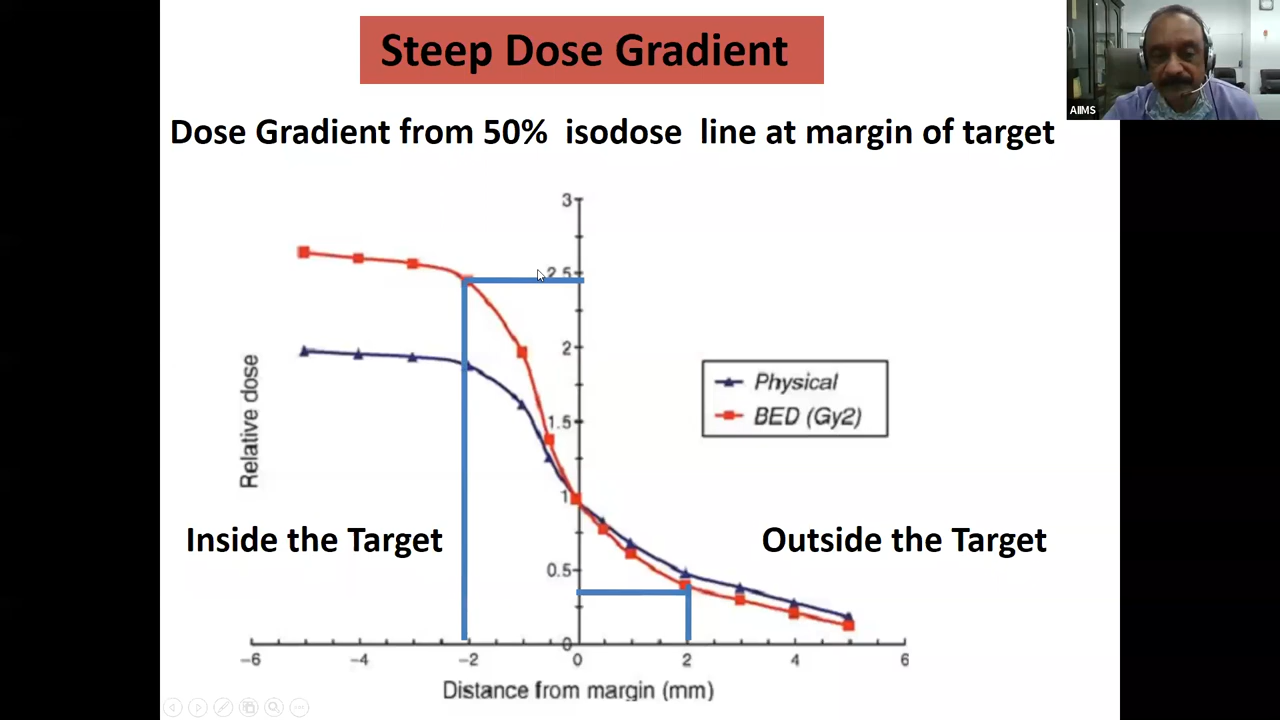 Steep Dose Gradient
AIIMS
Dose Gradient from 50% isodose line at margin of target
3
2.5
2
1.5
1
0.5
0
Relative dose
Physical
BED (Gy2)
Inside the Target
Outside the Target
−6 −4 −2 0 2 4 6
Distance from margin (mm)